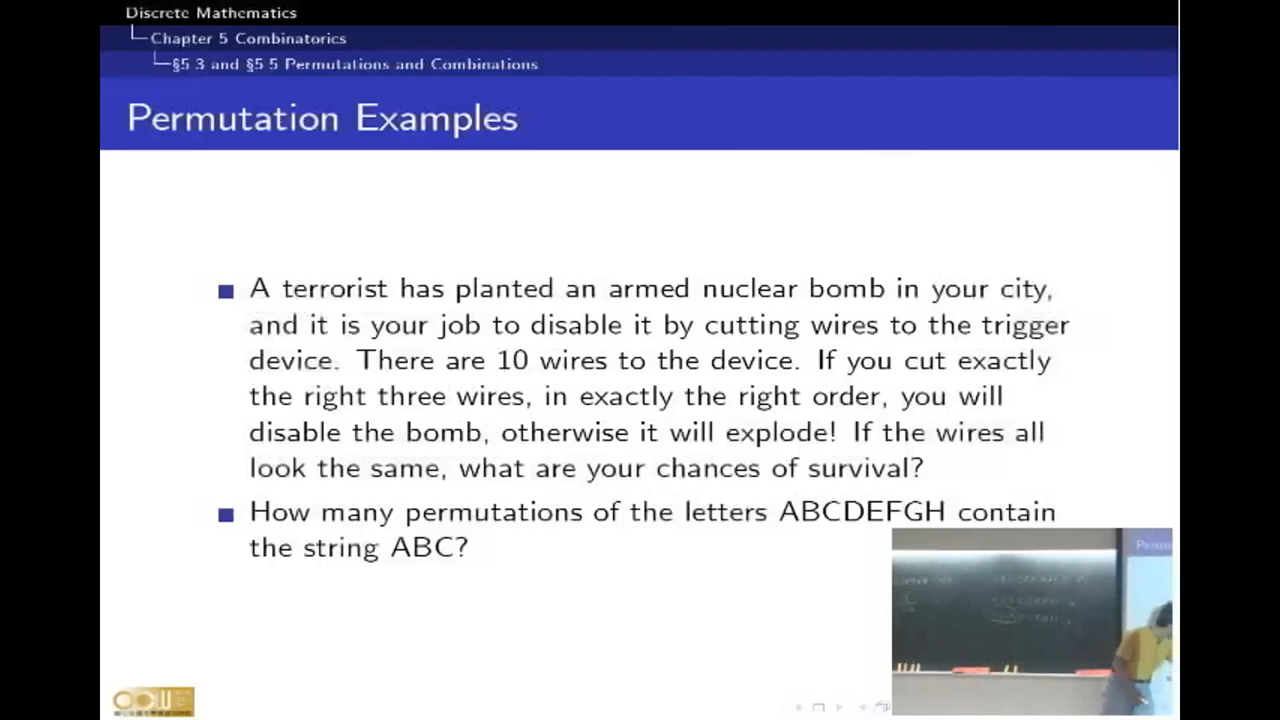 Discrete Mathematics
Chapter 5 Combinatorics
§5 3 and §5 5 Permutations and Combinations
Permutation Examples
A terrorist has planted an armed nuclear bomb in your city,
and it is your job to disable it by cutting wires to the trigger
device. There are 10 wires to the device. If you cut exactly
the right three wires, in exactly the right order, you will
disable the bomb, otherwise it will explode! If the wires all
look the same, what are your chances of survival?
How many permutations of the letters ABCDEFGH contain
the string ABC?
OCW